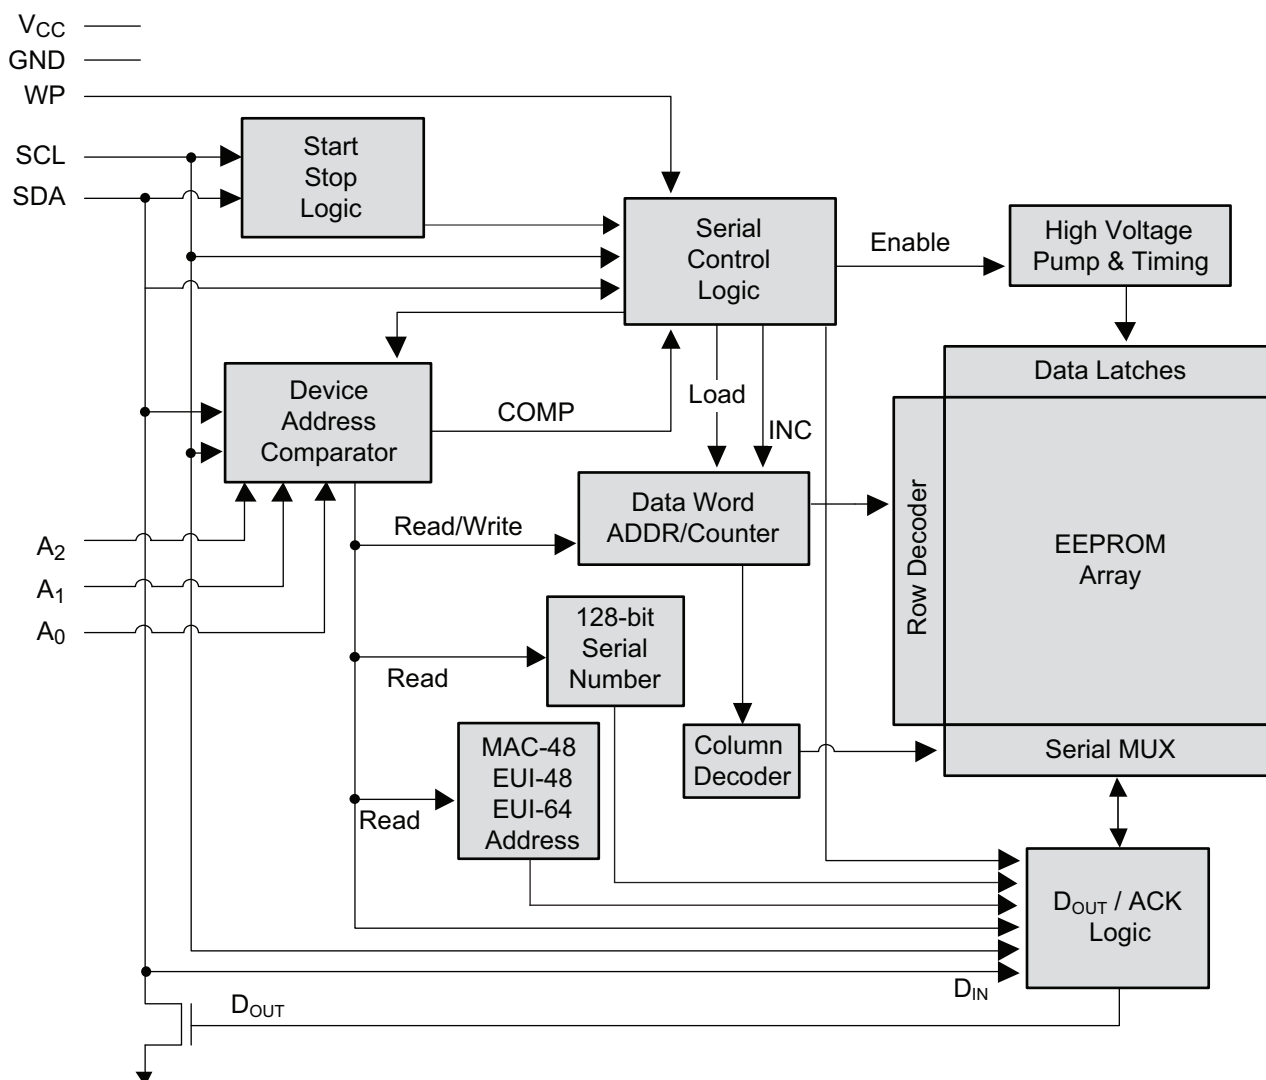 VCC
GND
WP
SCL
SDA
Start
Stop
Logic
Serial
Control
Logic
Enable
High Voltage
Pump & Timing
Data Latches
Device
Address
Comparator
COMP
Load
INC
Data Word
ADDR/Counter
Read/Write
Row Decoder
EEPROM
Array
A2
A1
A0
128-bit
Serial
Number
Read
MAC-48
EUI-48
EUI-64
Address
Read
Column
Decoder
Serial MUX
DOUT / ACK
Logic
DIN
DOUT